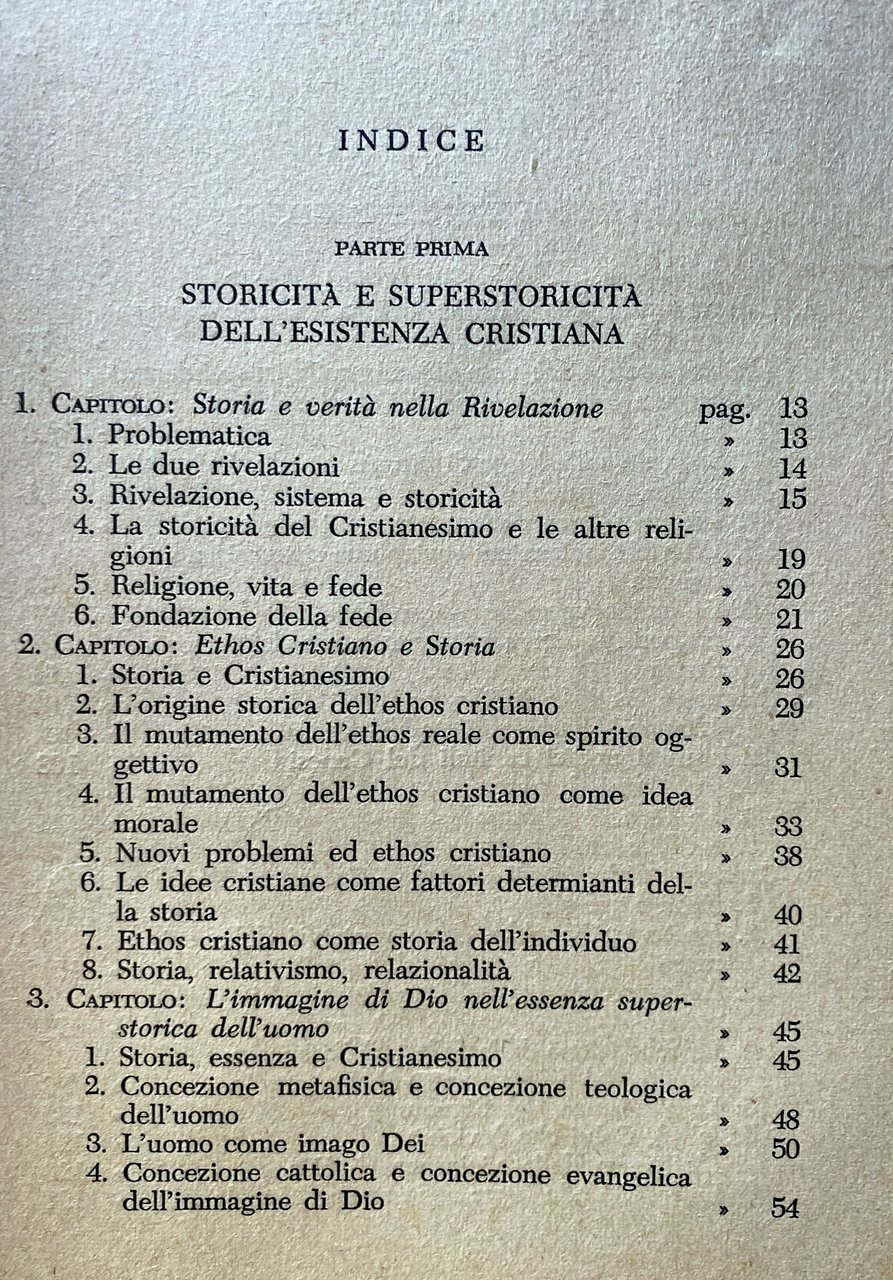 INDICE
PARTE PRIMA
STORICITÀ E SUPERSTORICITÀ
DELL'ESISTENZA CRISTIANA
1. CAPITOLO: Storia e verità nella Rivelazione pag. 13
1. Problematica » 13
2. Le due rivelazioni » 14
3. Rivelazione, sistema e storicità » 15
4. La storicità del Cristianesimo e le altre reli-
gioni » 19
5. Religione, vita e fede » 20
6. Fondazione della fede » 21
2. CAPITOLO: Ethos Cristiano e Storia » 26
1. Storia e Cristianesimo » 26
2. L'origine storica dell'ethos cristiano » 29
3. Il mutamento dell'ethos reale come spirito og-
gettivo » 31
4. Il mutamento dell'ethos cristiano come idea
morale » 33
5. Nuovi problemi ed ethos cristiano » 38
6. Le idee cristiane come fattori determianti del-
la storia » 40
7. Ethos cristiano come storia dell'individuo » 41
8. Storia, relativismo, relazionalità » 42
3. CAPITOLO: L'immagine di Dio nell'essenza super-
storica dell'uomo » 45
1. Storia, essenza e Cristianesimo » 45
2. Concezione metafisica e concezione teologica
dell'uomo » 48
3. L'uomo come imago Dei » 50
4. Concezione cattolica e concezione evangelica
dell'immagine di Dio » 54